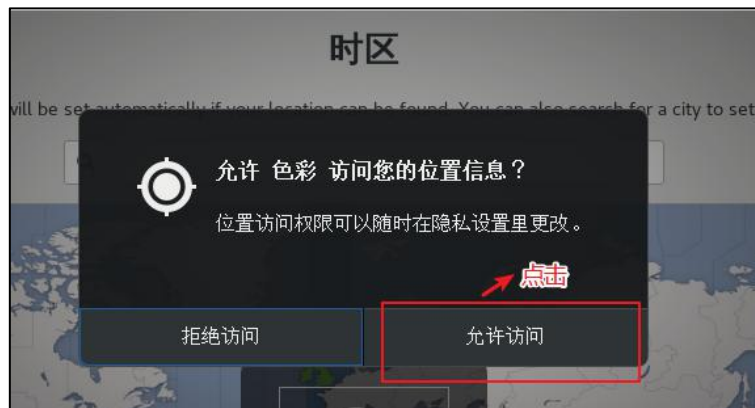 时区
will be set automatically if your location can be found. You can also search for a city to set
允许 色彩 访问您的位置信息？
位置访问权限可以随时在隐私设置里更改。
点击
拒绝访问
允许访问